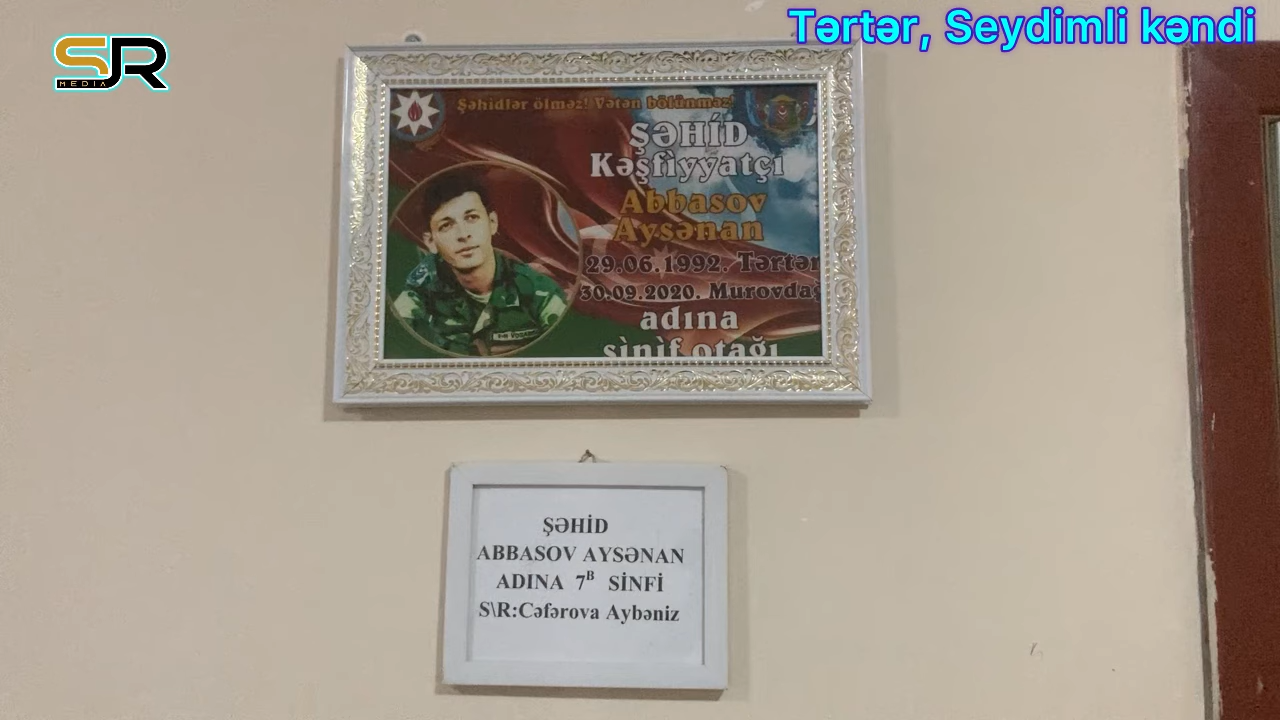 Tərtər, Seydimli kəndi
SR
MEDIA
Şəhidlər ölməz! Vətən bölünməz!
ŞƏHİD
Kəşfiyyatçı
Abbasov
Aysənan
29.06.1992. Tərtər
30.09.2020. Murovdağ
adına
sinif otağı
ŞƏHİD
ABBASOV AYSƏNAN
ADINA 7B SİNFİ
S\R:Cəfərova Aybəniz